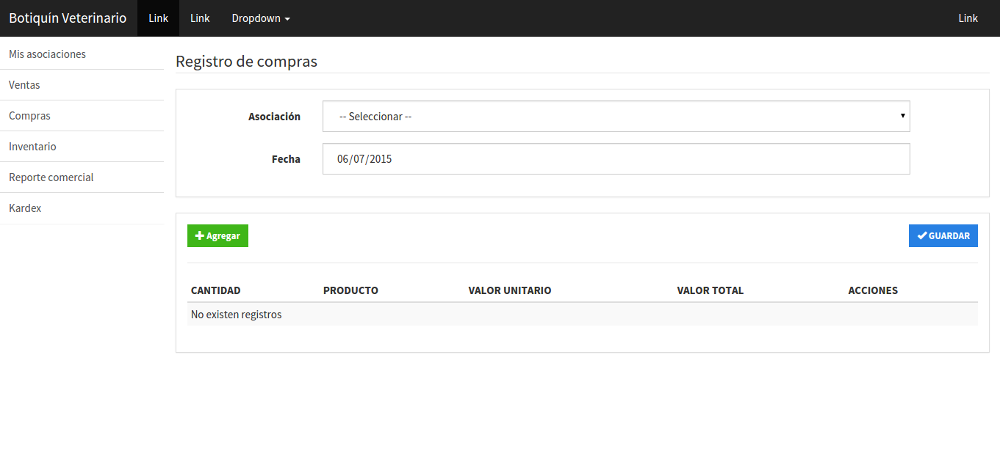 Botiquín Veterinario Link Link Dropdown Link
Mis asociaciones
Ventas
Compras
Inventario
Reporte comercial
Kardex
Registro de compras
Asociación -- Seleccionar --
Fecha 06/07/2015
Agregar GUARDAR
CANTIDAD PRODUCTO VALOR UNITARIO VALOR TOTAL ACCIONES
No existen registros